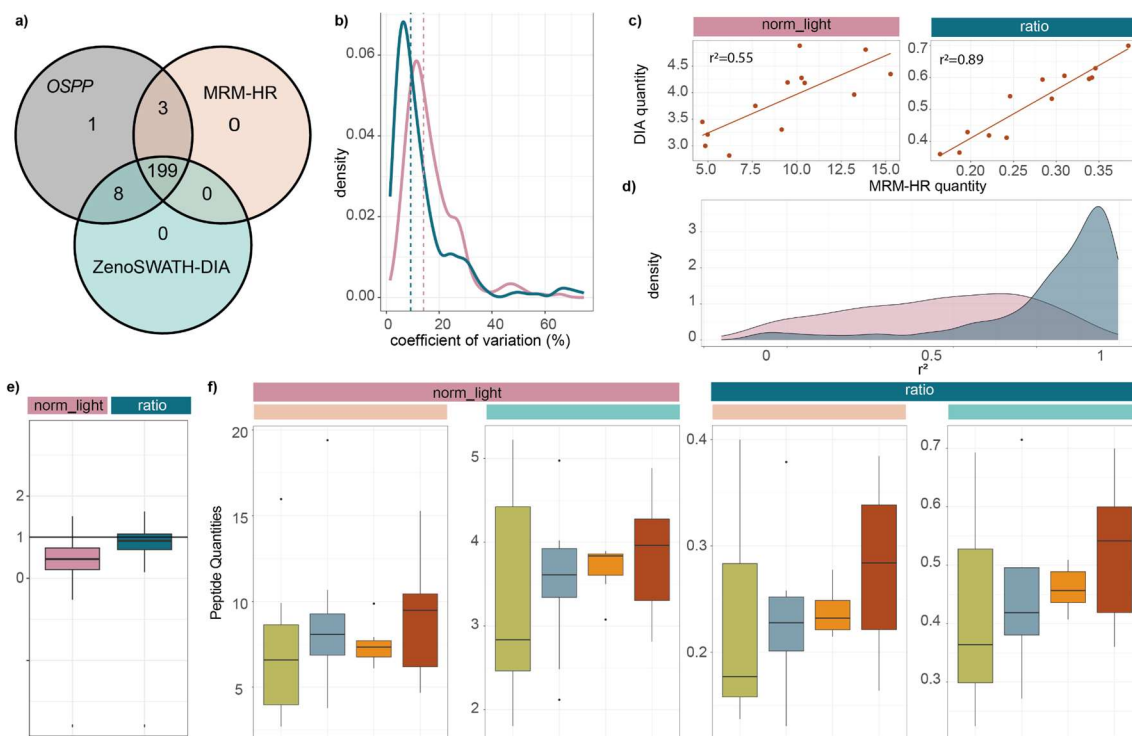 a)
OSPP
1
3
MRM-HR
0
199
8
0
0
ZenoSWATH-DIA
b)
density
0.06
0.04
0.02
0.00
0
20
40
60
coefficient of variation (%)
c)
norm_light
ratio
r²=0.55
r²=0.89
DIA quantity
4.5
4.0
3.5
3.0
5.0
7.5
10.0
12.5
15.0
0.7
0.6
0.5
0.4
0.20
0.25
0.30
0.35
MRM-HR quantity
d)
density
3
2
1
0
0
0.5
1
r²
e)
norm_light
ratio
2
1
0
f)
norm_light
ratio
Peptide Quantities
20
15
10
5
5
4
3
2
0.4
0.3
0.2
0.7
0.6
0.5
0.4
0.3